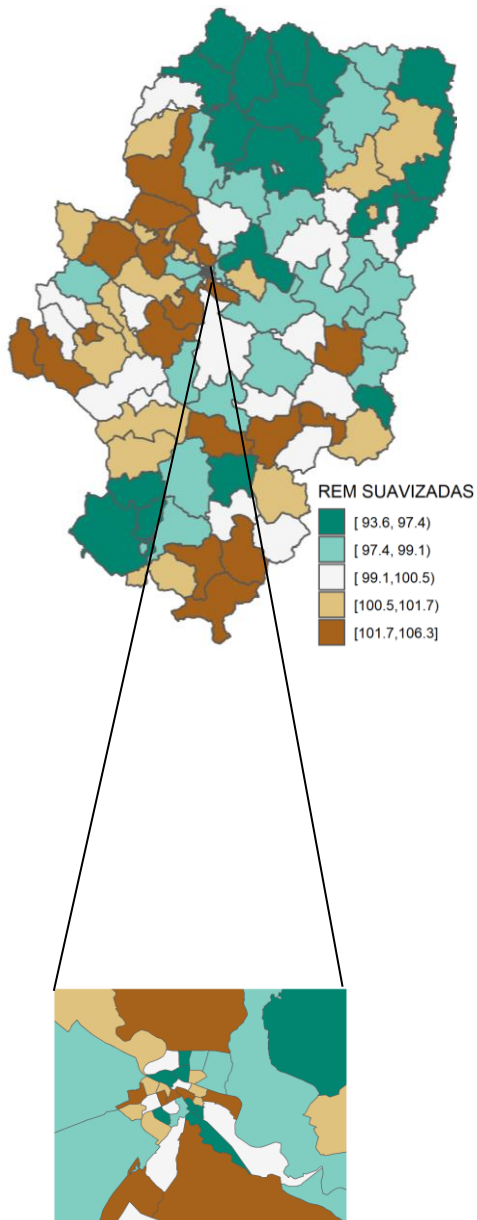 REM SUAVIZADAS
[ 93.6, 97.4)
[ 97.4, 99.1)
[ 99.1,100.5)
[100.5,101.7)
[101.7,106.3]